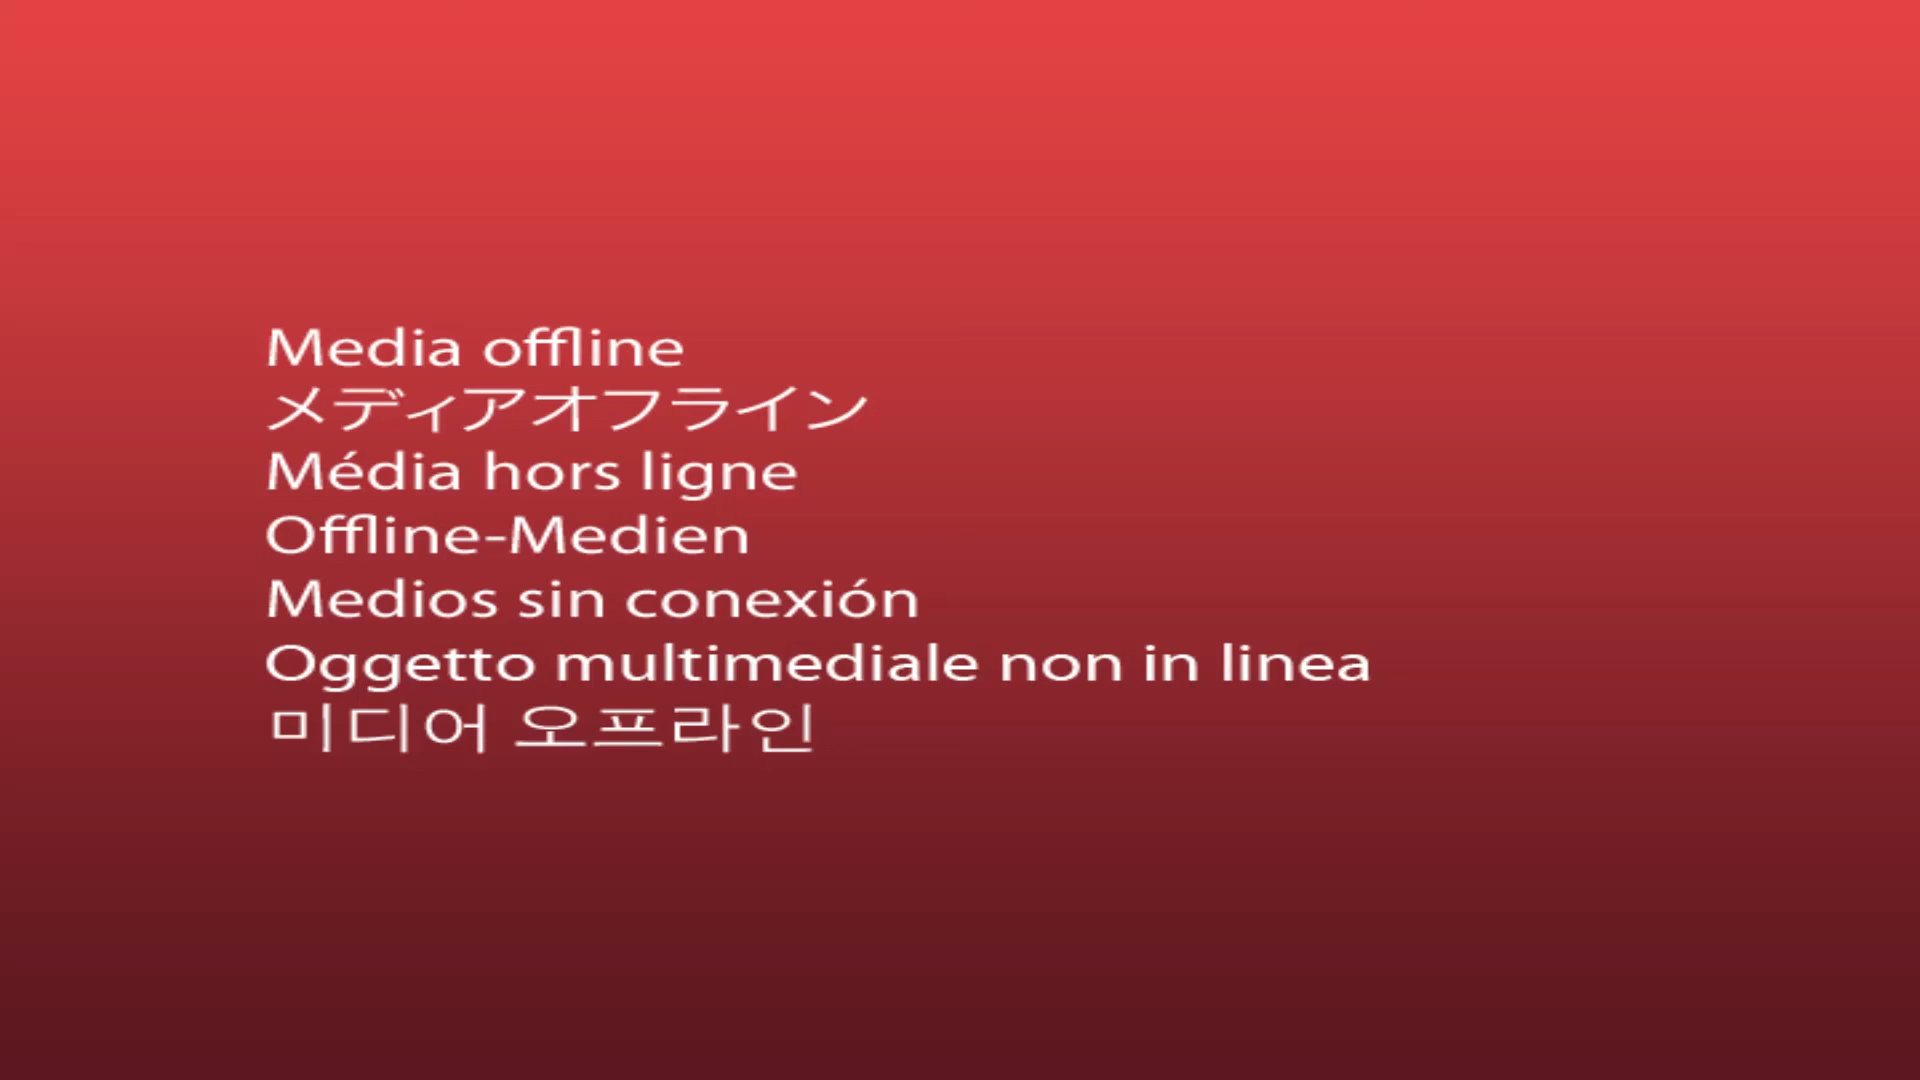 Media offline
メディアオフライン
Média hors ligne
Offline-Medien
Medios sin conexión
Oggetto multimediale non in linea
미디어 오프라인